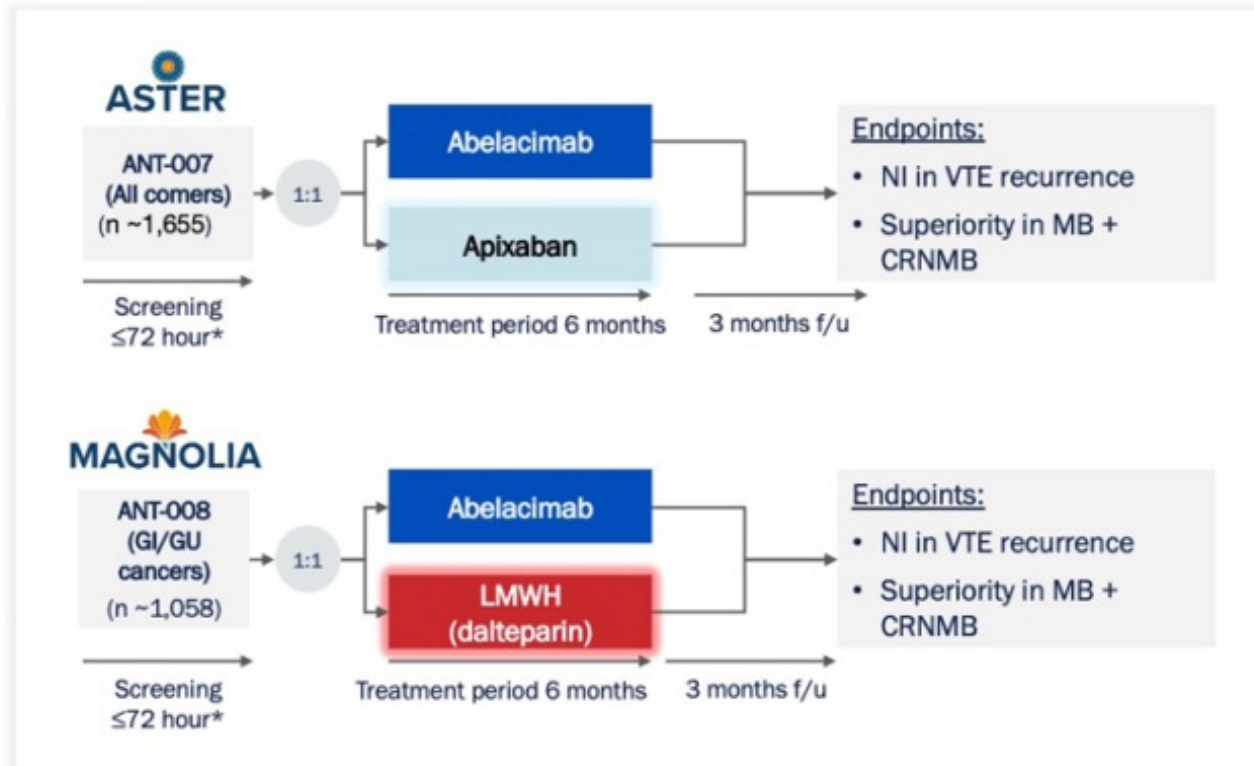 ASTER
ANT-007
(All comers)
(n ~1,655)
1:1
Abelacimab
Apixaban
Endpoints:
• NI in VTE recurrence
• Superiority in MB +
CRNMB
Screening
≤72 hour*
Treatment period 6 months
3 months f/u
MAGNOLIA
ANT-008
(GI/GU
cancers)
(n ~1,058)
1:1
Abelacimab
LMWH
(dalteparin)
Endpoints:
• NI in VTE recurrence
• Superiority in MB +
CRNMB
Screening
≤72 hour*
Treatment period 6 months
3 months f/u